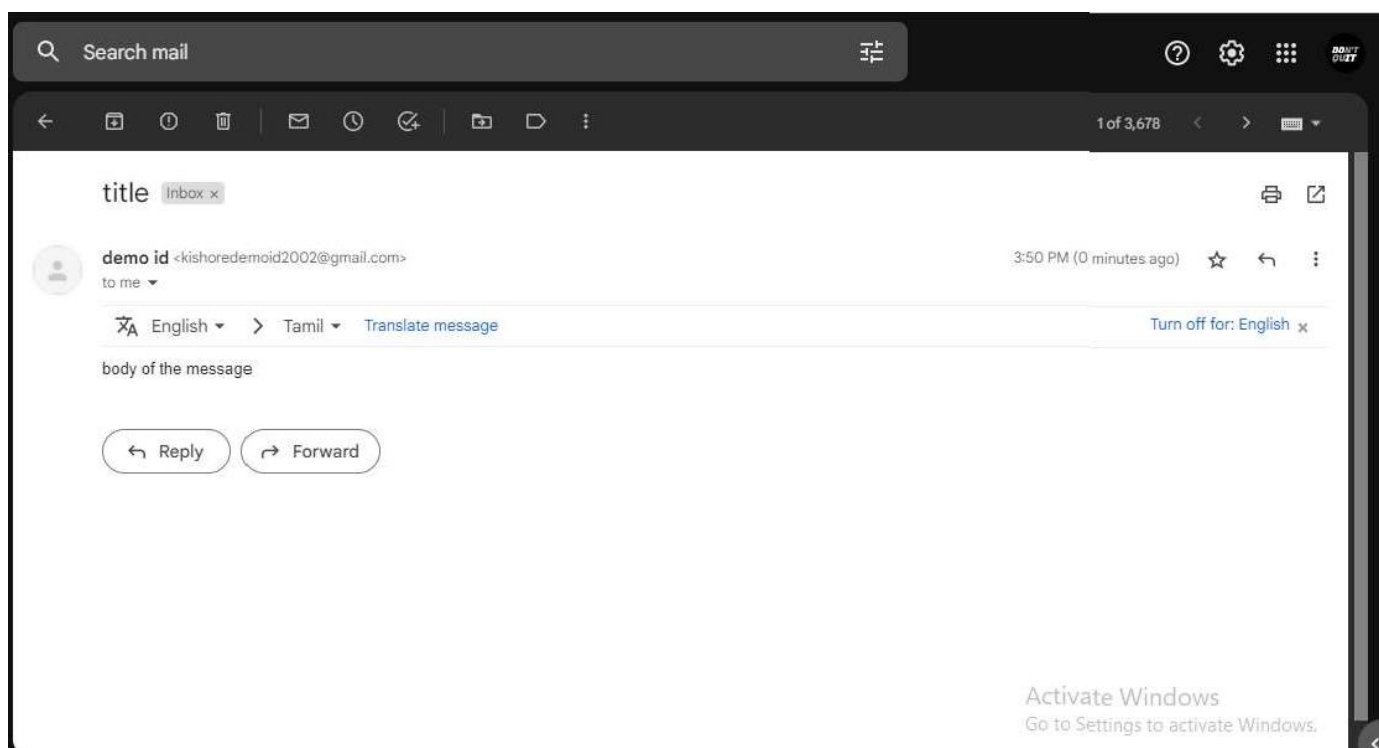 Search mail
DON'T
QUIT
1 of 3,678
title Inbox ×
demo id <kishoredemoid2002@gmail.com> 3:50 PM (0 minutes ago)
to me
English > Tamil Translate message Turn off for: English ×
body of the message
Reply Forward
Activate Windows
Go to Settings to activate Windows.